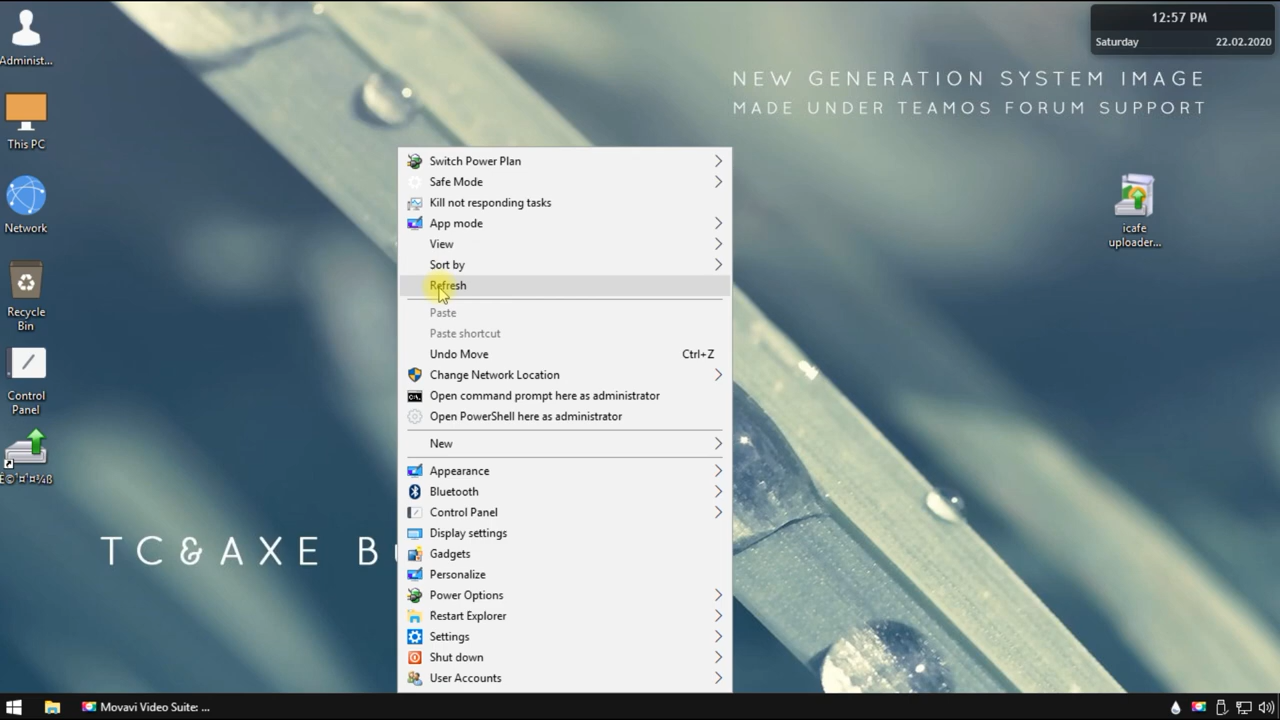 Administ...
This PC
Network
Recycle
Bin
Control
Panel
12:57 PM
Saturday 22.02.2020
NEW GENERATION SYSTEM IMAGE
MADE UNDER TEAMOS FORUM SUPPORT
icafe
uploader...
TC&AXE
Switch Power Plan
Safe Mode
Kill not responding tasks
App mode
View
Sort by
Refresh
Paste
Paste shortcut
Undo Move Ctrl+Z
Change Network Location
Open command prompt here as administrator
Open PowerShell here as administrator
New
Appearance
Bluetooth
Control Panel
Display settings
Gadgets
Personalize
Power Options
Restart Explorer
Settings
Shut down
User Accounts
Movavi Video Suite: ...